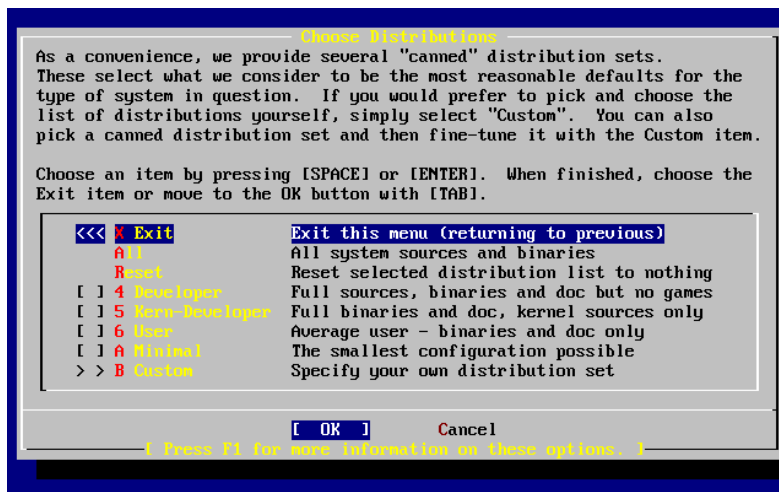 Choose Distributions
As a convenience, we provide several "canned" distribution sets.
These select what we consider to be the most reasonable defaults for the
type of system in question.  If you would prefer to pick and choose the
list of distributions yourself, simply select "Custom".  You can also
pick a canned distribution set and then fine-tune it with the Custom item.
Choose an item by pressing [SPACE] or [ENTER].  When finished, choose the
Exit item or move to the OK button with [TAB].
<<< X Exit Exit this menu (returning to previous)
All All system sources and binaries
Reset Reset selected distribution list to nothing
[ ] 4 Developer Full sources, binaries and doc but no games
[ ] 5 Kern-Developer Full binaries and doc, kernel sources only
[ ] 6 User Average user - binaries and doc only
[ ] A Minimal The smallest configuration possible
> > B Custom Specify your own distribution set
[ OK ] Cancel
[ Press F1 for more information on these options. ]